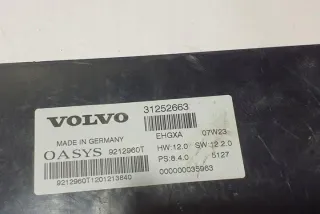 VOLVO 31252663
MADE IN GERMANY EHGXA 07W23
OASYS 9212960T HW:12.0 SW:12.2.0
9212960T1201213840 PS:8.4.0 5127
000000035963